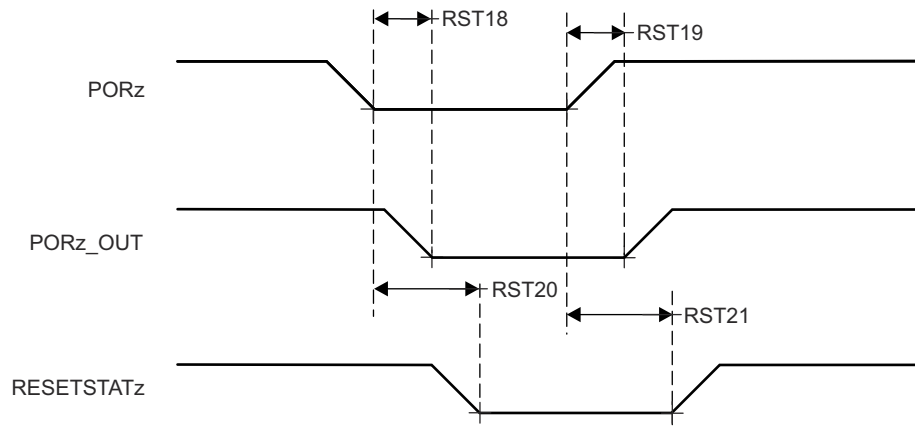 RST18
RST19
PORz
PORz_OUT
RST20
RST21
RESETSTATz